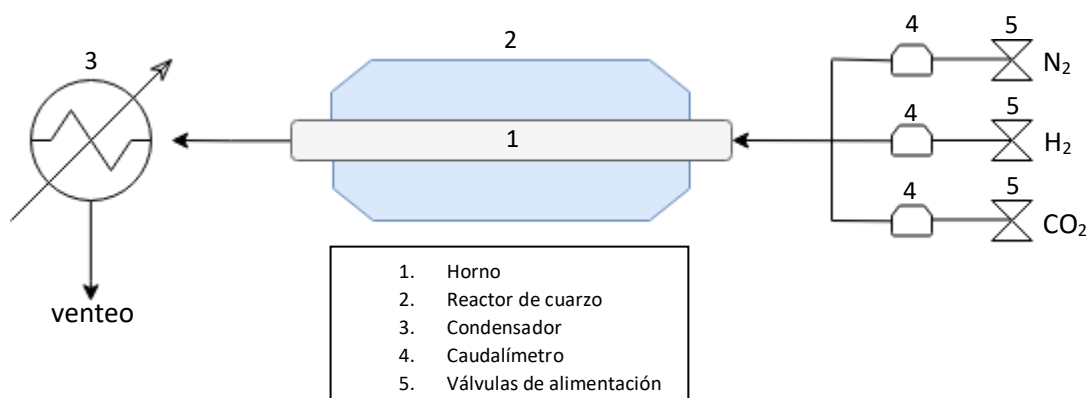 2
4
5
N₂
3
4
5
H₂
1
4
5
CO₂
venteo
1. Horno
2. Reactor de cuarzo
3. Condensador
4. Caudalímetro
5. Válvulas de alimentación